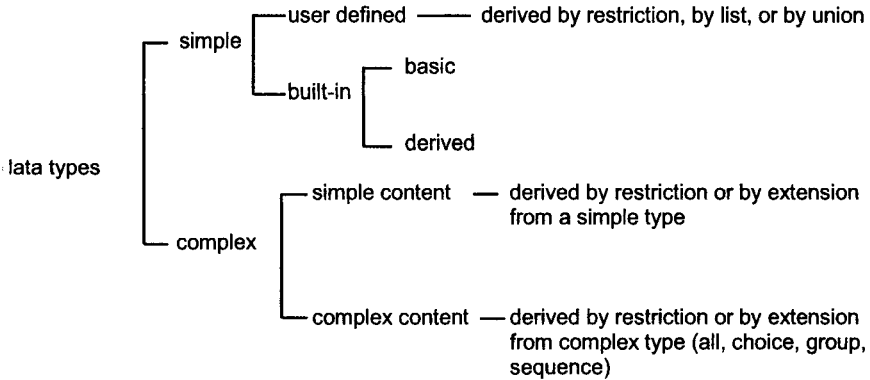 user defined
derived by restriction, by list, or by union
simple
basic
built-in
derived
lata types
simple content
derived by restriction or by extension
from a simple type
complex
complex content
derived by restriction or by extension
from complex type (all, choice, group,
sequence)